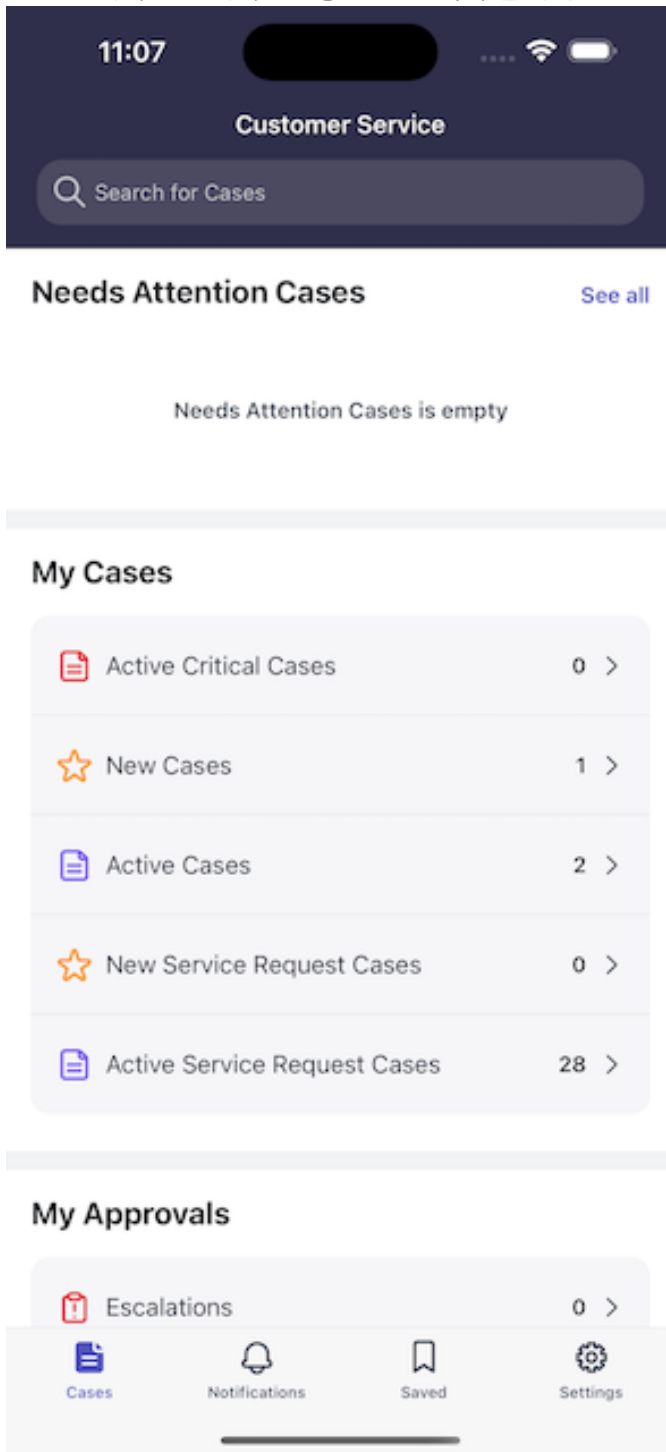 11:07
Customer Service
Search for Cases
Needs Attention Cases See all
Needs Attention Cases is empty
My Cases
Active Critical Cases 0
New Cases 1
Active Cases 2
New Service Request Cases 0
Active Service Request Cases 28
My Approvals
Escalations 0
Cases Notifications Saved Settings